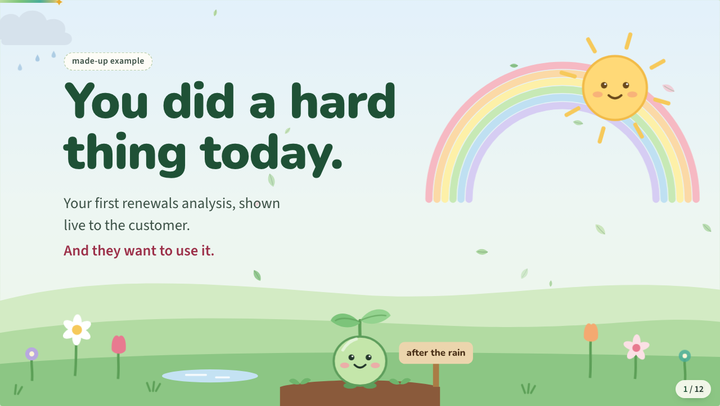 made-up example
You did a hard
thing today.
Your first renewals analysis, shown
live to the customer.
And they want to use it.
after the rain
1 / 12